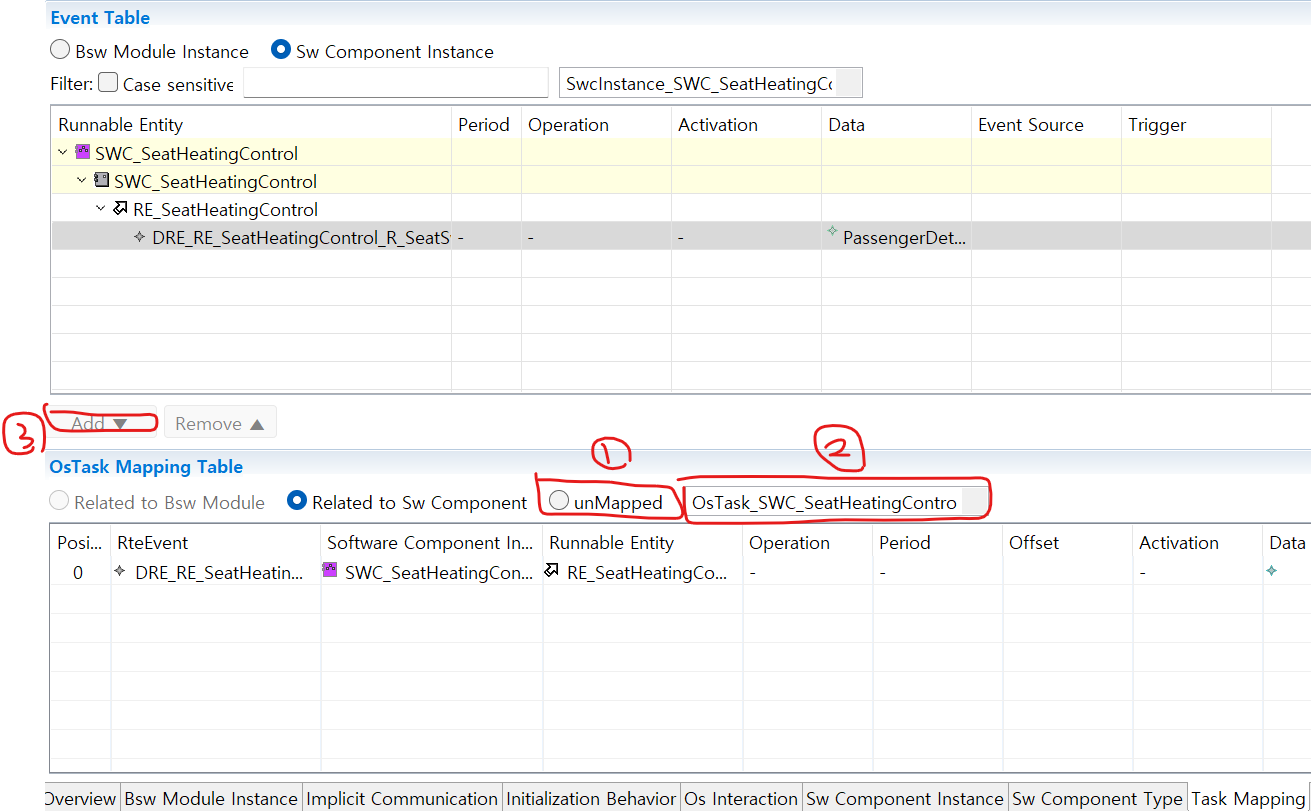 Event Table
Bsw Module Instance Sw Component Instance
Filter: Case sensitive SwcInstance_SWC_SeatHeatingCo
Runnable Entity Period Operation Activation Data Event Source Trigger
SWC_SeatHeatingControl
SWC_SeatHeatingControl
RE_SeatHeatingControl
DRE_RE_SeatHeatingControl_R_SeatS - - - PassengerDet...
3 Add ▼ Remove ▲
① 2
OsTask Mapping Table
Related to Bsw Module Related to Sw Component unMapped OsTask_SWC_SeatHeatingContro
Posi... RteEvent Software Component In... Runnable Entity Operation Period Offset Activation Data
0 DRE_RE_SeatHeatin... SWC_SeatHeatingCon... RE_SeatHeatingCo... - - -
Overview Bsw Module Instance Implicit Communication Initialization Behavior Os Interaction Sw Component Instance Sw Component Type Task Mapping